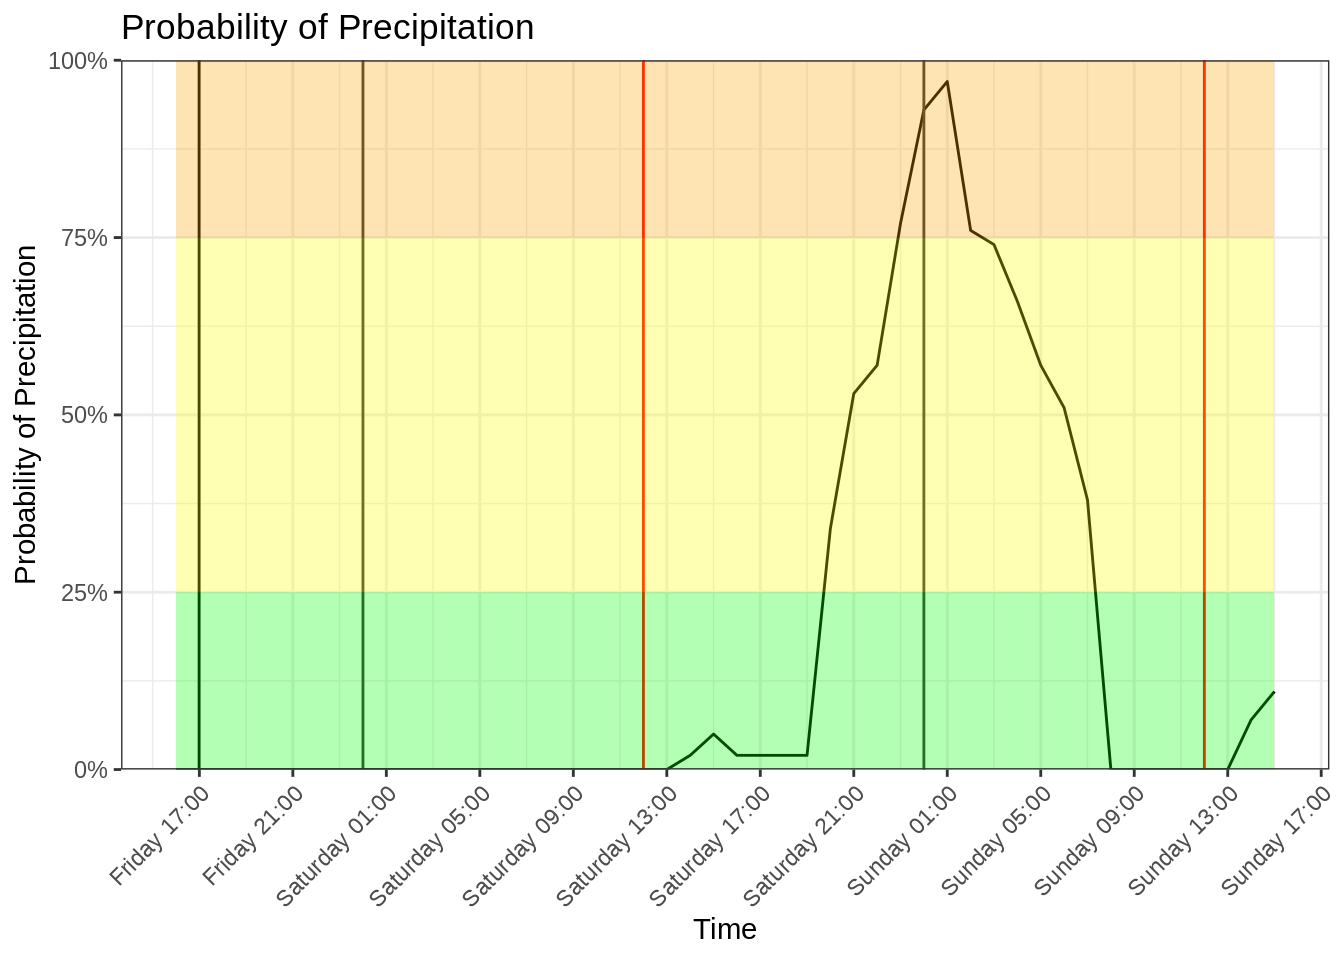 Probability of Precipitation
Probability of Precipitation
100%
75%
50%
25%
0%
Friday 17:00
Friday 21:00
Saturday 01:00
Saturday 05:00
Saturday 09:00
Saturday 13:00
Saturday 17:00
Saturday 21:00
Sunday 01:00
Sunday 05:00
Sunday 09:00
Sunday 13:00
Sunday 17:00
Time